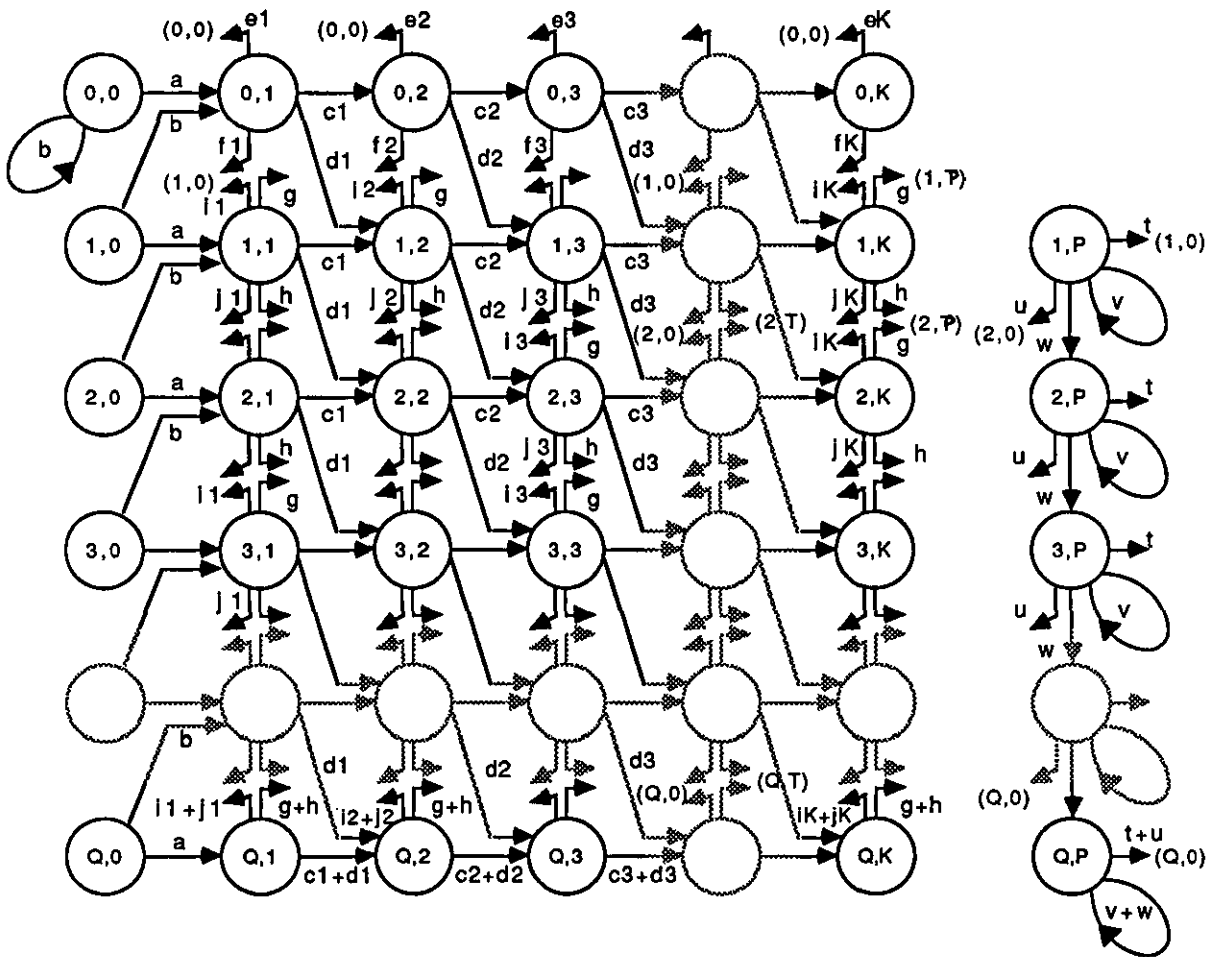 (0,0) e1 (0,0) e2 e3 (0,0) eK
0,0 a 0,1 c1 0,2 c2 0,3 c3 0,K
b b f1 d1 f2 d2 f3 d3 fK
(1,0) i1 g i2 g (1,0) iK g (1,P)
1,0 a 1,1 c1 1,2 c2 1,3 c3 1,K 1,P t (1,0)
b j1 h d1 j2 d2 j3 h d3 jK h u v
i3 g (2,0) (2,T) iK g (2,P) (2,0) w
2,0 a 2,1 c1 2,2 c2 2,3 c3 2,K 2,P t
b h d1 d2 j3 h d3 jK h u v
i1 g i3 g w
3,0 3,1 3,2 3,3 3,K 3,P t
j1 u v
w
b d1 d2 d3
i1+j1 g+h i2+j2 g+h (Q,0) (Q,T) iK+jK g+h (Q,0)
Q,0 a Q,1 c1+d1 Q,2 c2+d2 Q,3 c3+d3 Q,K Q,P t+u (Q,0)
v+w